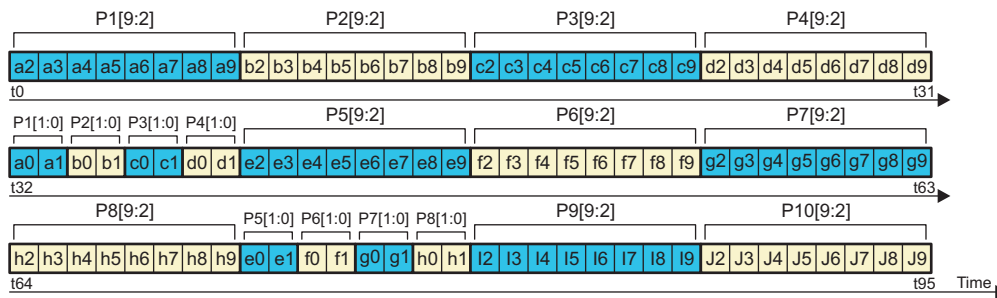 P1[9:2] P2[9:2] P3[9:2] P4[9:2]
a2 a3 a4 a5 a6 a7 a8 a9 b2 b3 b4 b5 b6 b7 b8 b9 c2 c3 c4 c5 c6 c7 c8 c9 d2 d3 d4 d5 d6 d7 d8 d9
t0 t31
P1[1:0] P2[1:0] P3[1:0] P4[1:0] P5[9:2] P6[9:2] P7[9:2]
a0 a1 b0 b1 c0 c1 d0 d1 e2 e3 e4 e5 e6 e7 e8 e9 f2 f3 f4 f5 f6 f7 f8 f9 g2 g3 g4 g5 g6 g7 g8 g9
t32 t63
P8[9:2] P5[1:0] P6[1:0] P7[1:0] P8[1:0] P9[9:2] P10[9:2]
h2 h3 h4 h5 h6 h7 h8 h9 e0 e1 f0 f1 g0 g1 h0 h1 I2 I3 I4 I5 I6 I7 I8 I9 J2 J3 J4 J5 J6 J7 J8 J9
t64 t95 Time